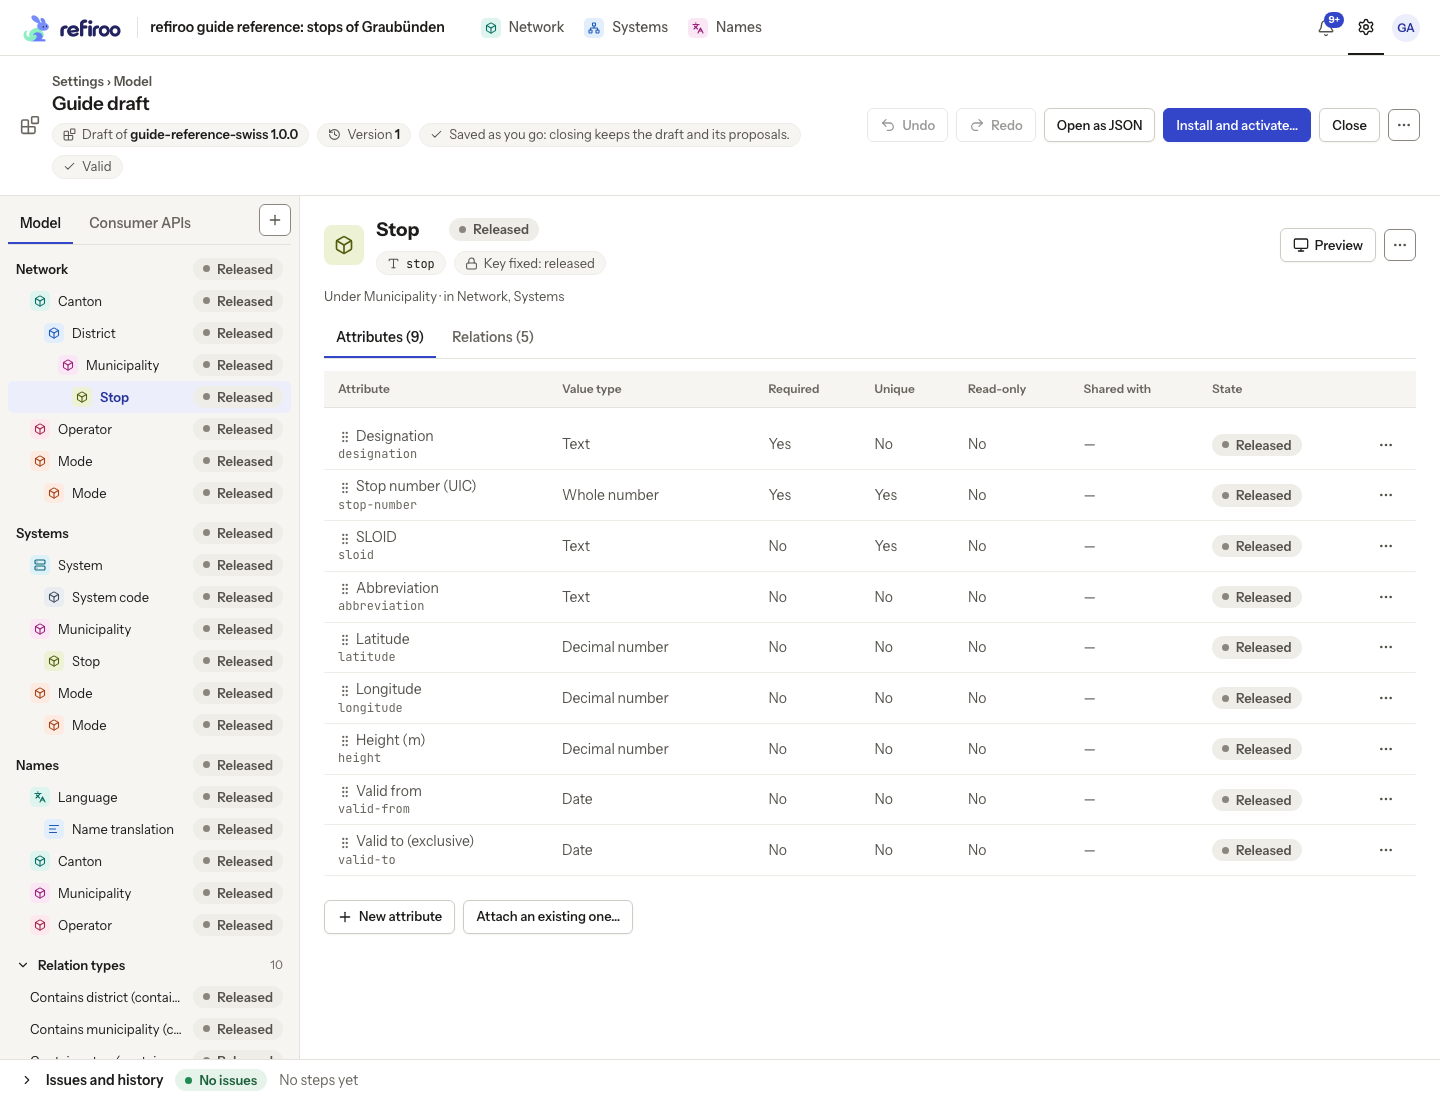 refiroo
refiroo guide reference: stops of Graubünden
Network
Systems
Names
9+
GA
Settings › Model
Guide draft
Draft of guide-reference-swiss 1.0.0
Version 1
Saved as you go: closing keeps the draft and its proposals.
Valid
Undo
Redo
Open as JSON
Install and activate...
Close
Model
Consumer APIs
Network Released
Canton Released
District Released
Municipality Released
Stop Released
Operator Released
Mode Released
Mode Released
Systems Released
System Released
System code Released
Municipality Released
Stop Released
Mode Released
Mode Released
Names Released
Language Released
Name translation Released
Canton Released
Municipality Released
Operator Released
Relation types 10
Contains district (contai... Released
Contains municipality (c... Released
Stop Released
stop
Key fixed: released
Preview
Under Municipality · in Network, Systems
Attributes (9)
Relations (5)
Attribute Value type Required Unique Read-only Shared with State
Designation
designation
Text Yes No No — Released
Stop number (UIC)
stop-number
Whole number Yes Yes No — Released
SLOID
sloid
Text No Yes No — Released
Abbreviation
abbreviation
Text No No No — Released
Latitude
latitude
Decimal number No No No — Released
Longitude
longitude
Decimal number No No No — Released
Height (m)
height
Decimal number No No No — Released
Valid from
valid-from
Date No No No — Released
Valid to (exclusive)
valid-to
Date No No No — Released
New attribute
Attach an existing one...
Issues and history
No issues
No steps yet